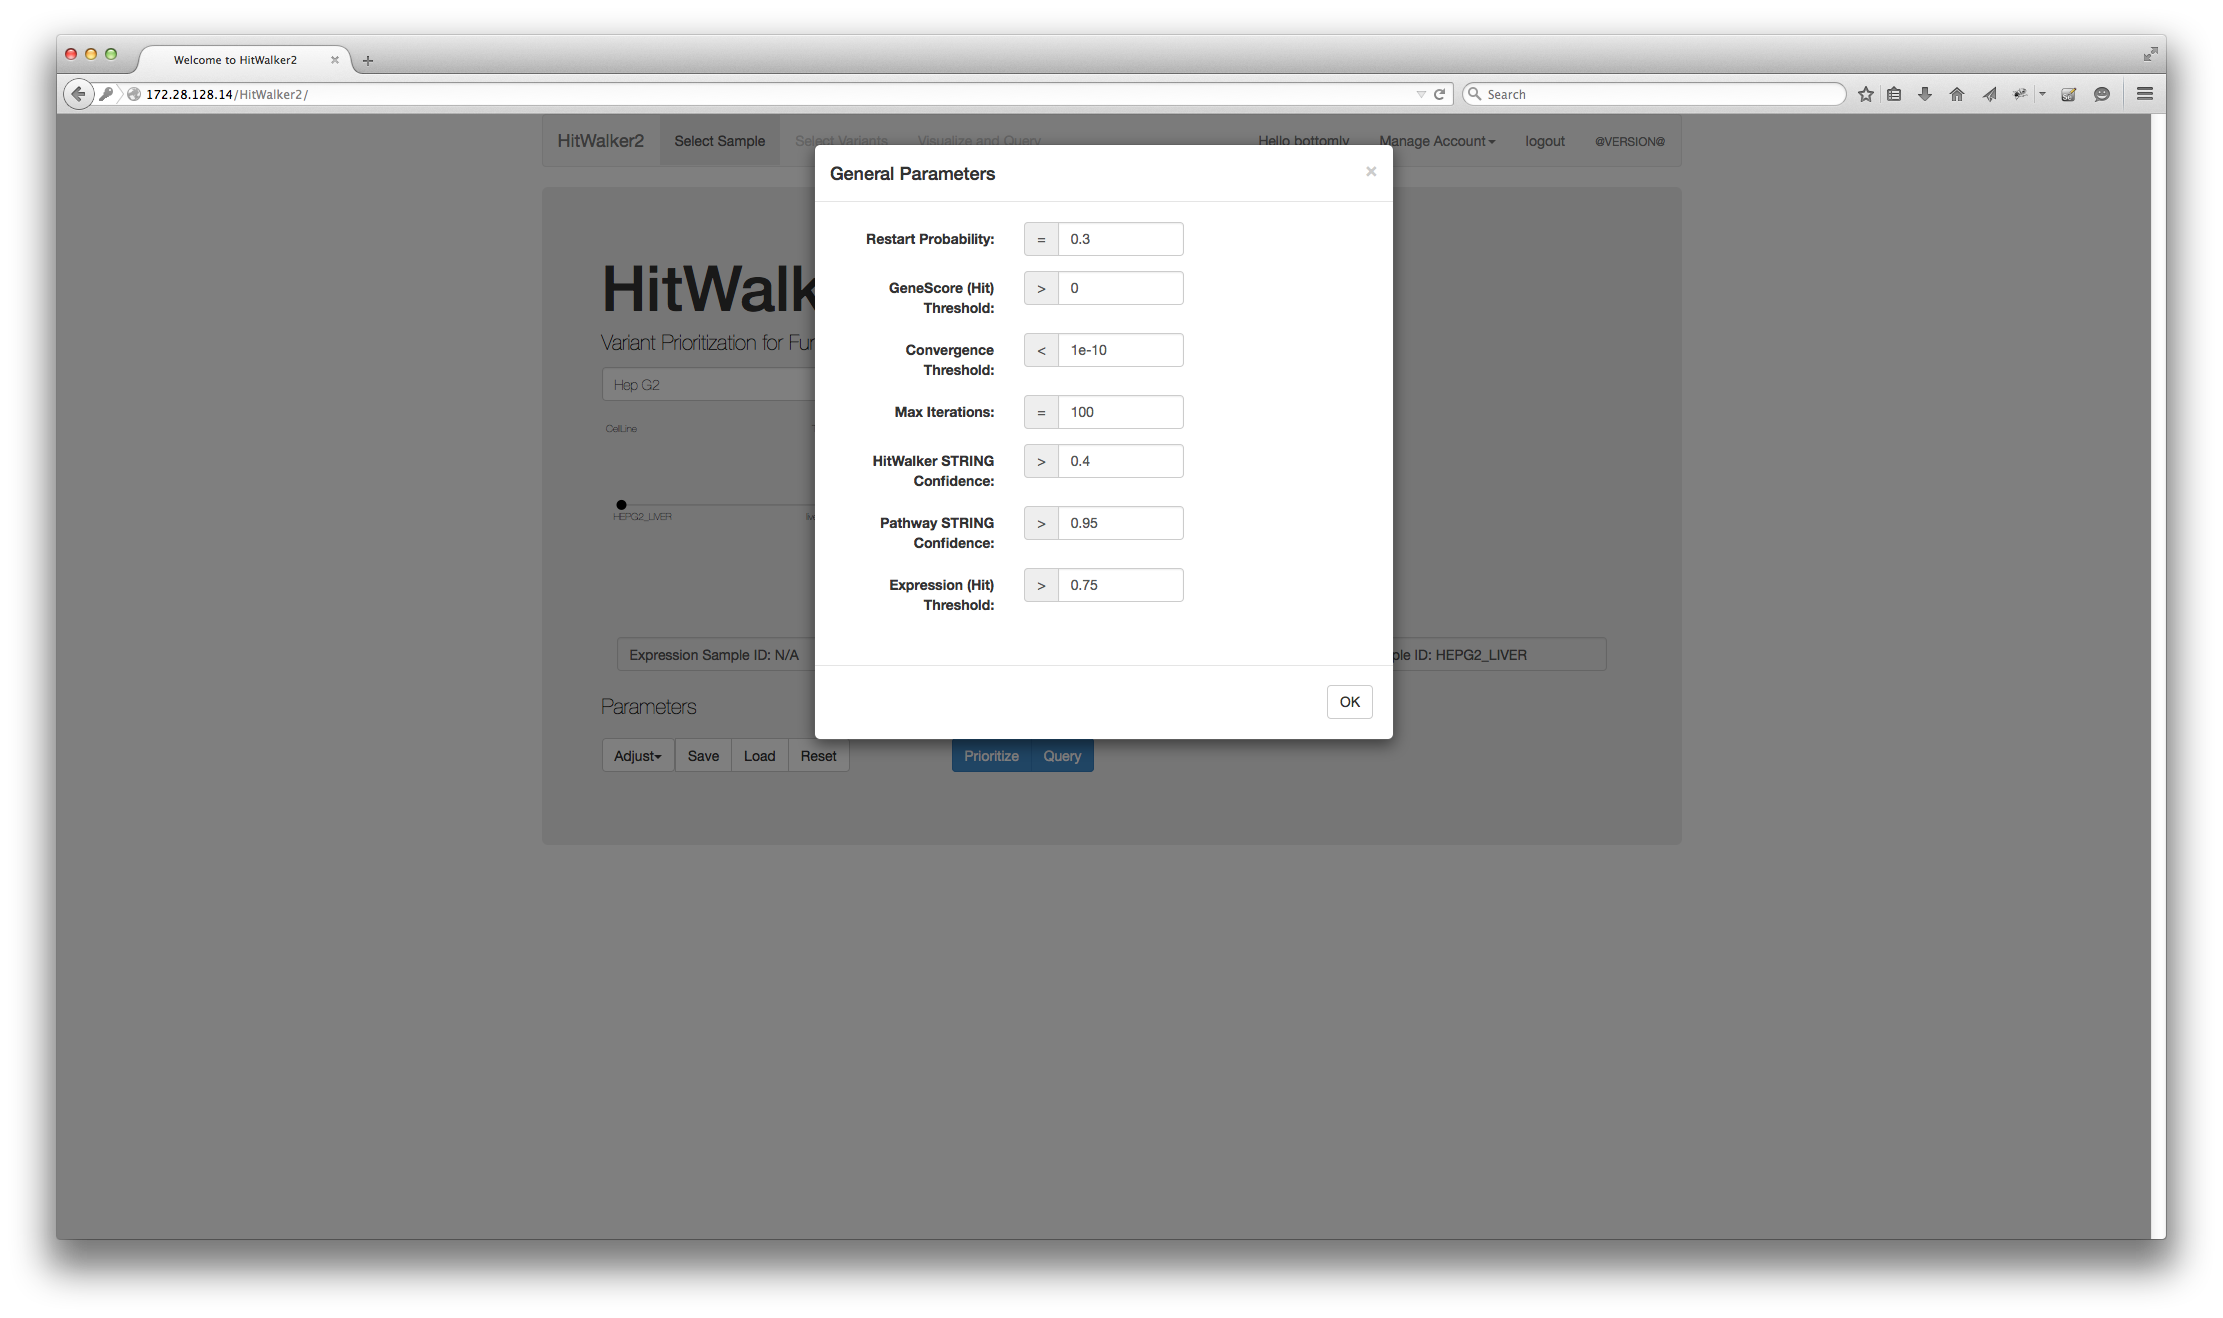 Welcome to HitWalker2
172.28.128.14/HitWalker2/
Search
HitWalker2 Select Sample Select Variants Visualize and Query Hello bottomly Manage Account logout @VERSION@
General Parameters
Restart Probability: = 0.3
GeneScore (Hit) > 0
Threshold:
Convergence < 1e-10
Threshold:
Max Iterations: = 100
HitWalker STRING > 0.4
Confidence:
Pathway STRING > 0.95
Confidence:
Expression (Hit) > 0.75
Threshold:
OK
HitWalk
Variant Prioritization for Fun
Hep G2
CellLine
HEPG2_LIVER
Expression Sample ID: N/A
ple ID: HEPG2_LIVER
Parameters
Adjust Save Load Reset Prioritize Query